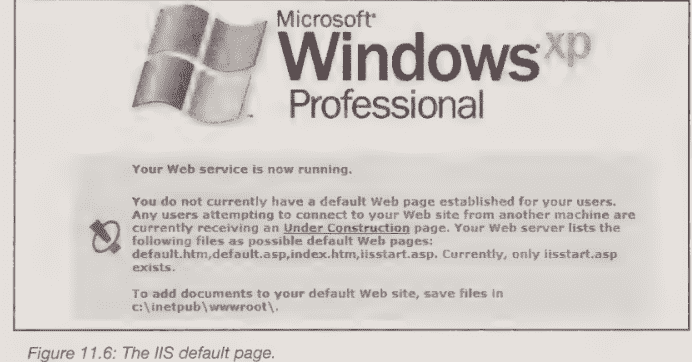 Microsoft®
Windows xp
Professional
Your Web service is now running.
You do not currently have a default Web page established for your users.
Any users attempting to connect to your Web site from another machine are
currently receiving an Under Construction page. Your Web server lists the
following files as possible default Web pages:
default.htm,default.asp,index.htm,iisstart.asp. Currently, only iisstart.asp
exists.
To add documents to your default Web site, save files in
c:\inetpub\wwwroot\.
Figure 11.6: The IIS default page.